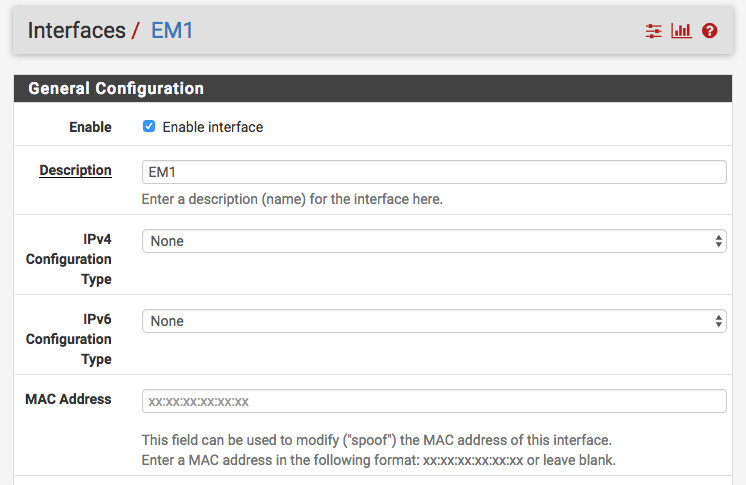 Interfaces / EM1
General Configuration
Enable
Enable interface
Description
EM1
Enter a description (name) for the interface here.
IPv4
Configuration
Type
None
IPv6
Configuration
Type
None
MAC Address
xx:xx:xx:xx:xx:xx
This field can be used to modify ("spoof") the MAC address of this interface.
Enter a MAC address in the following format: xx:xx:xx:xx:xx:xx or leave blank.